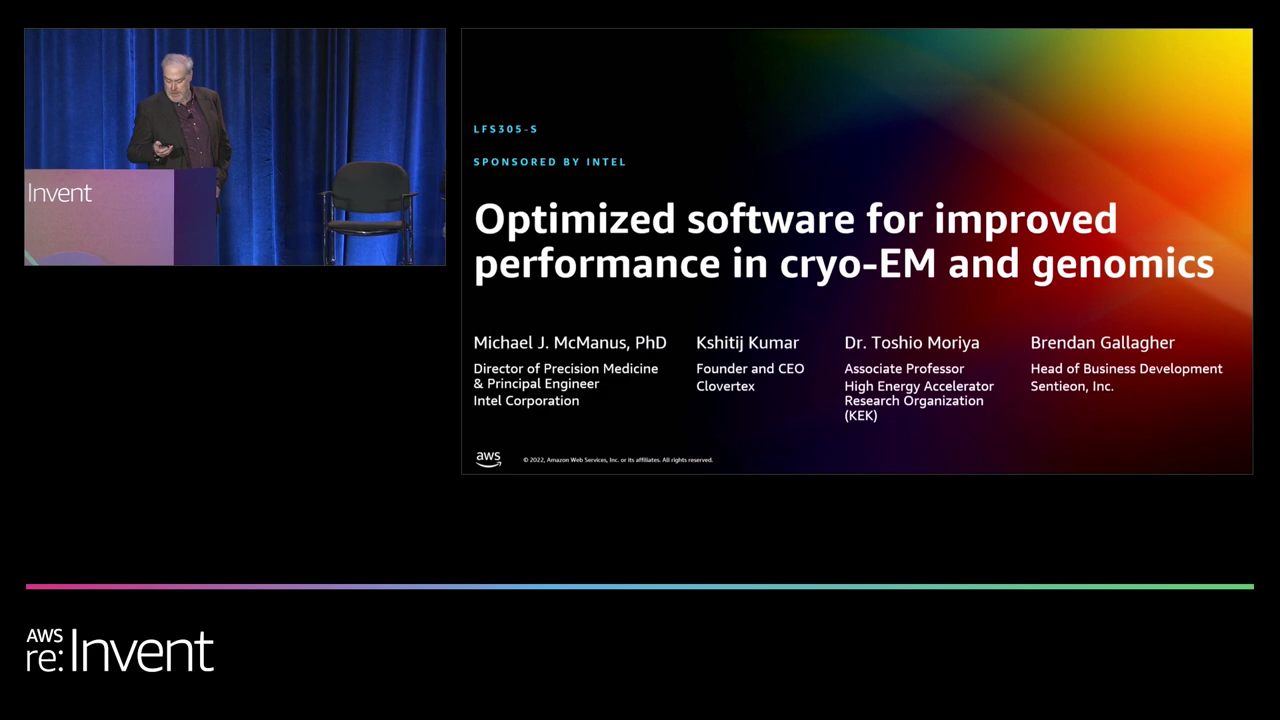 Invent
LFS305-S
SPONSORED BY INTEL
Optimized software for improved
performance in cryo-EM and genomics
Michael J. McManus, PhD
Director of Precision Medicine
& Principal Engineer
Intel Corporation
Kshitij Kumar
Founder and CEO
Clovertex
Dr. Toshio Moriya
Associate Professor
High Energy Accelerator
Research Organization
(KEK)
Brendan Gallagher
Head of Business Development
Sentieon, Inc.
aws
© 2022, Amazon Web Services, Inc. or its affiliates. All rights reserved.
AWS
re:Invent